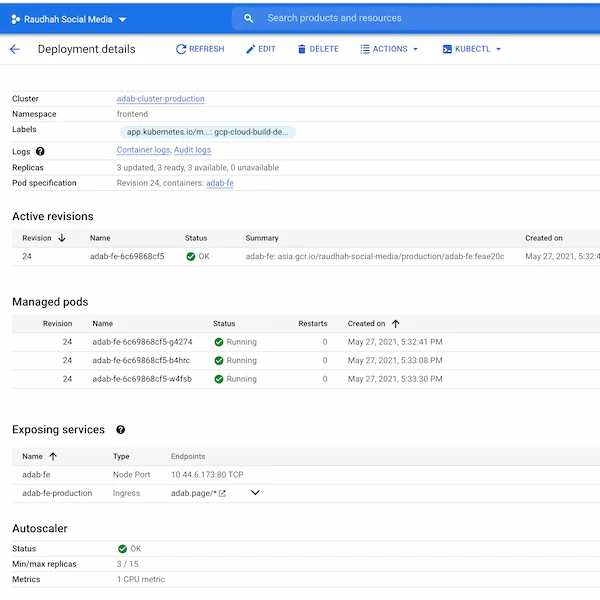 Raudhah Social Media
Search products and resources
Deployment details REFRESH EDIT DELETE ACTIONS KUBECTL
Cluster adab-cluster-production
Namespace frontend
Labels app.kubernetes.io/m...: gcp-cloud-build-de...
Logs Container logs, Audit logs
Replicas 3 updated, 3 ready, 3 available, 0 unavailable
Pod specification Revision 24, containers: adab-fe
Active revisions
Revision Name Status Summary Created on
24 adab-fe-6c69868cf5 OK adab-fe: asia.gcr.io/raudhah-social-media/production/adab-fe:feae20c May 27, 2021, 5:32:4
Managed pods
Revision Name Status Restarts Created on
24 adab-fe-6c69868cf5-g4274 Running 0 May 27, 2021, 5:32:41 PM
24 adab-fe-6c69868cf5-b4hrc Running 0 May 27, 2021, 5:33:08 PM
24 adab-fe-6c69868cf5-w4fsb Running 0 May 27, 2021, 5:33:30 PM
Exposing services
Name Type Endpoints
adab-fe Node Port 10.44.6.173:80 TCP
adab-fe-production Ingress adab.page/*
Autoscaler
Status OK
Min/max replicas 3 / 15
Metrics 1 CPU metric